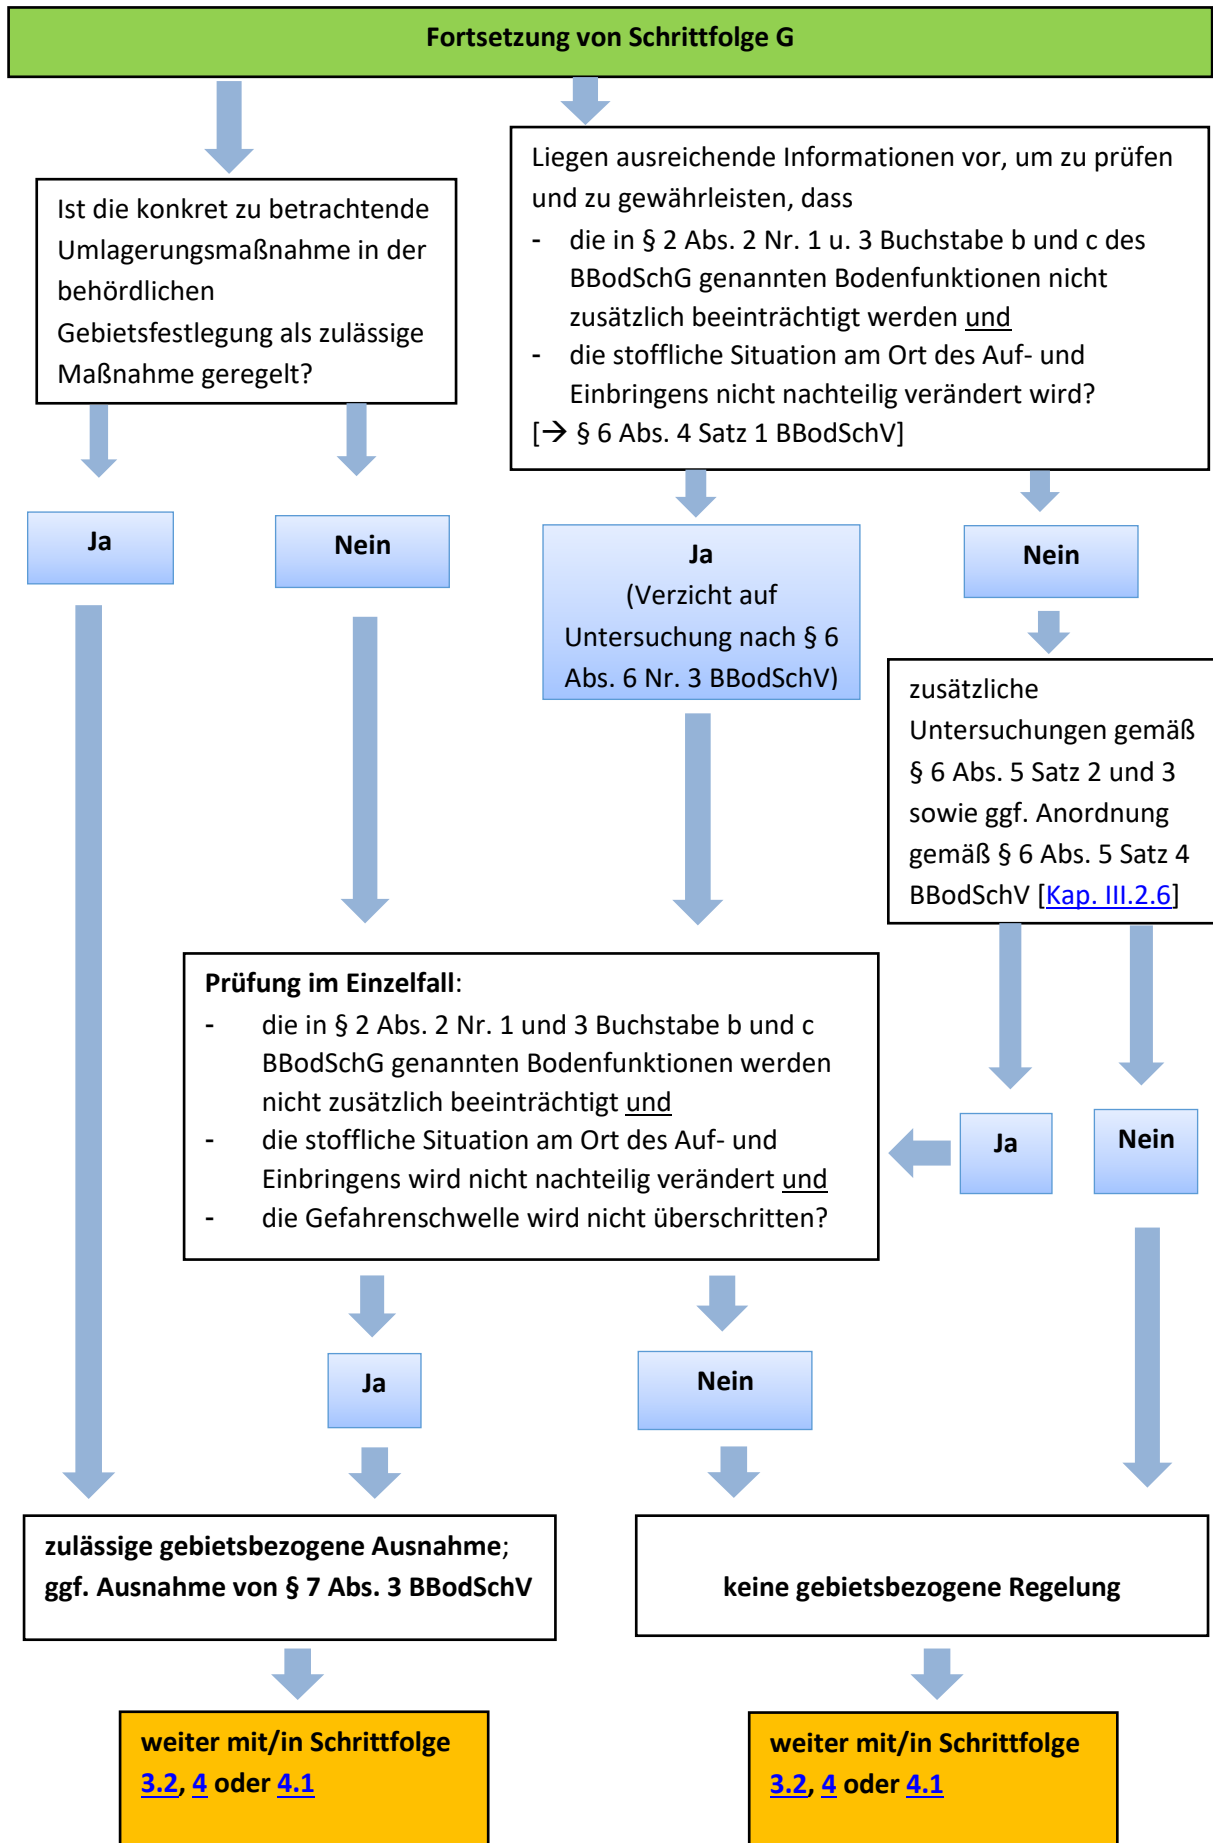 Fortsetzung von Schrittfolge G
Ist die konkret zu betrachtende
Umlagerungsmaßnahme in der
behördlichen
Gebietsfestlegung als zulässige
Maßnahme geregelt?
Liegen ausreichende Informationen vor, um zu prüfen
und zu gewährleisten, dass
- die in § 2 Abs. 2 Nr. 1 u. 3 Buchstabe b und c des
BBodSchG genannten Bodenfunktionen nicht
zusätzlich beeinträchtigt werden und
- die stoffliche Situation am Ort des Auf- und
Einbringens nicht nachteilig verändert wird?
[→ § 6 Abs. 4 Satz 1 BBodSchV]
Ja
Nein
Ja
(Verzicht auf
Untersuchung nach § 6
Abs. 6 Nr. 3 BBodSchV)
Nein
zusätzliche
Untersuchungen gemäß
§ 6 Abs. 5 Satz 2 und 3
sowie ggf. Anordnung
gemäß § 6 Abs. 5 Satz 4
BBodSchV [Kap. III.2.6]
Prüfung im Einzelfall:
- die in § 2 Abs. 2 Nr. 1 und 3 Buchstabe b und c
BBodSchG genannten Bodenfunktionen werden
nicht zusätzlich beeinträchtigt und
- die stoffliche Situation am Ort des Auf- und
Einbringens wird nicht nachteilig verändert und
- die Gefahrenschwelle wird nicht überschritten?
Ja
Nein
Ja
Nein
zulässige gebietsbezogene Ausnahme;
ggf. Ausnahme von § 7 Abs. 3 BBodSchV
keine gebietsbezogene Regelung
weiter mit/in Schrittfolge
3.2, 4 oder 4.1
weiter mit/in Schrittfolge
3.2, 4 oder 4.1